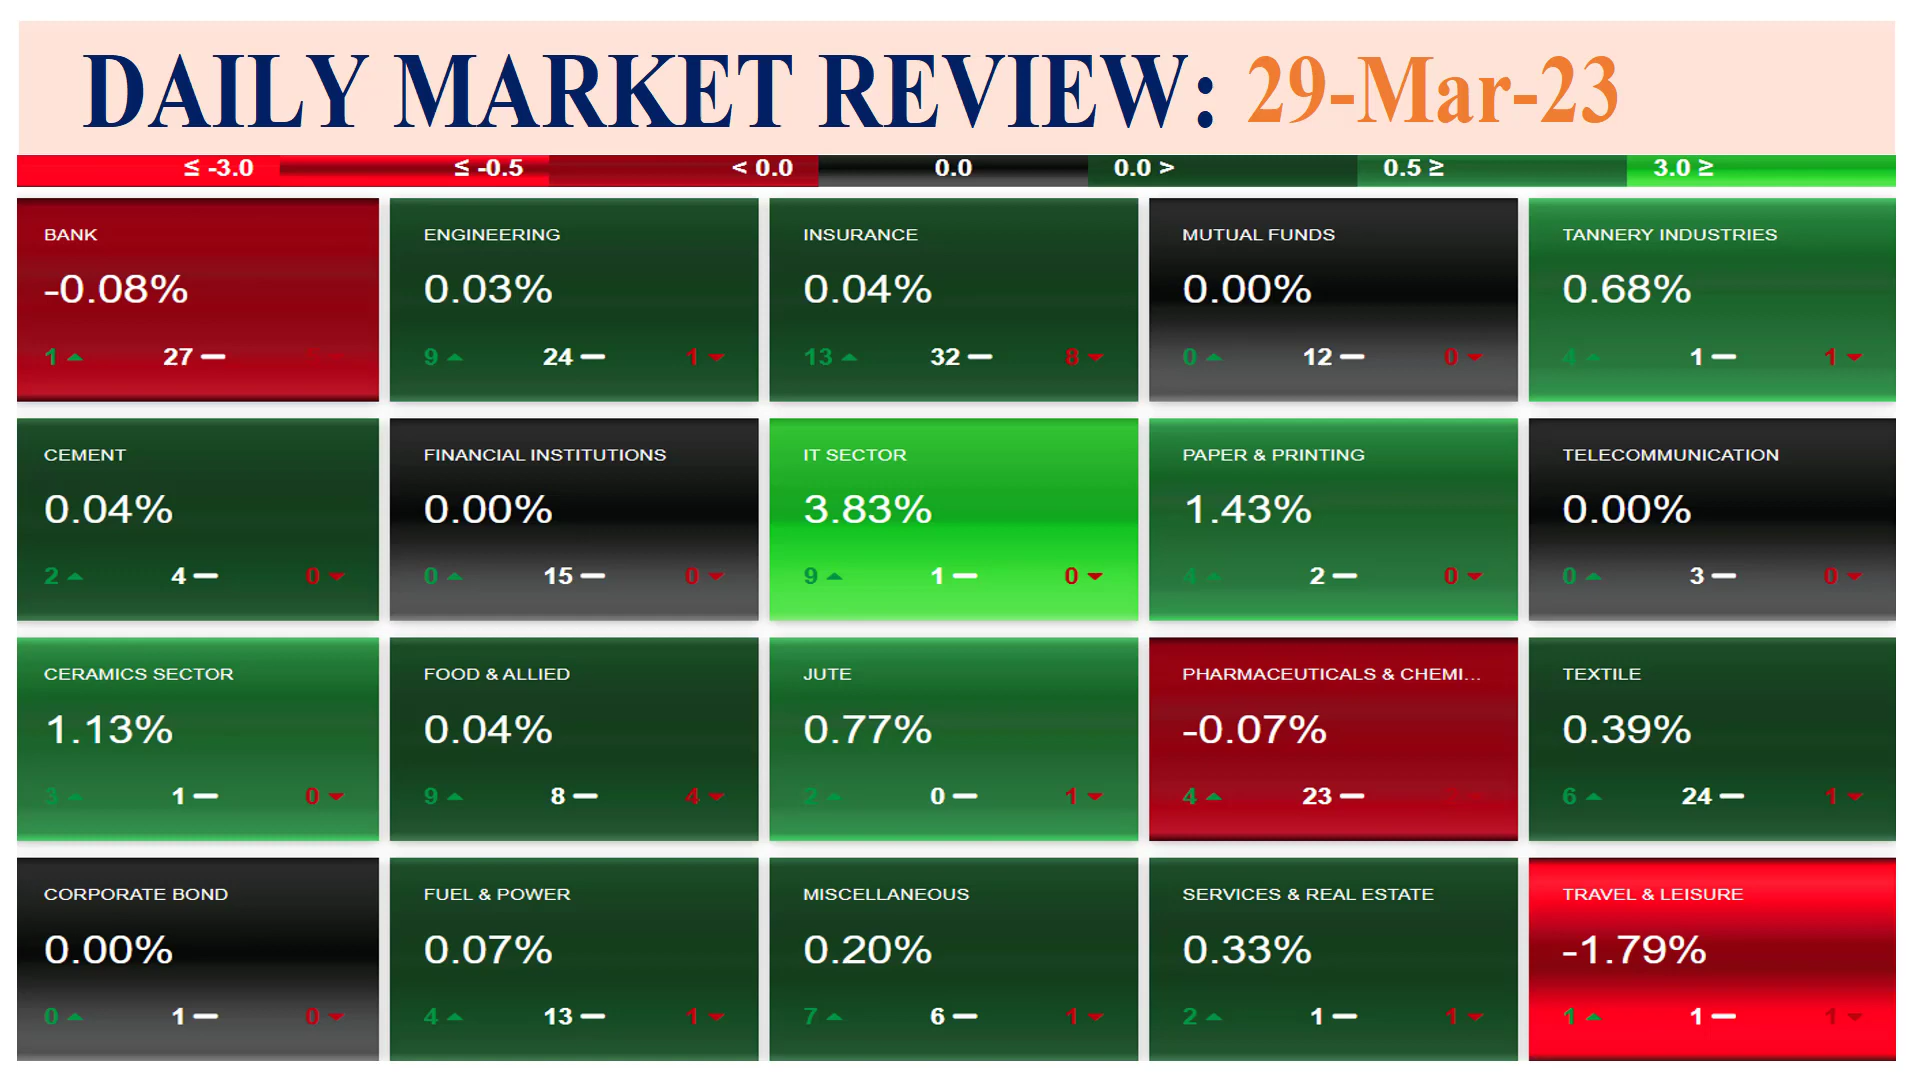 DAILY MARKET REVIEW: 29-Mar-23
≤ -3.0 ≤ -0.5 < 0.0 0.0 0.0 > 0.5 ≥ 3.0 ≥
BANK ENGINEERING INSURANCE MUTUAL FUNDS TANNERY INDUSTRIES
-0.08% 0.03% 0.04% 0.00% 0.68%
1 27 9 24 1 13 32 8 0 12 0 4 1 1
CEMENT FINANCIAL INSTITUTIONS IT SECTOR PAPER & PRINTING TELECOMMUNICATION
0.04% 0.00% 3.83% 1.43% 0.00%
2 4 0 0 15 0 9 1 0 4 2 0 0 3 0
CERAMICS SECTOR FOOD & ALLIED JUTE PHARMACEUTICALS & CHEMI... TEXTILE
1.13% 0.04% 0.77% -0.07% 0.39%
3 1 0 9 8 4 2 0 1 4 23 6 24 1
CORPORATE BOND FUEL & POWER MISCELLANEOUS SERVICES & REAL ESTATE TRAVEL & LEISURE
0.00% 0.07% 0.20% 0.33% -1.79%
0 1 0 4 13 1 7 6 1 2 1 1 1 1 1